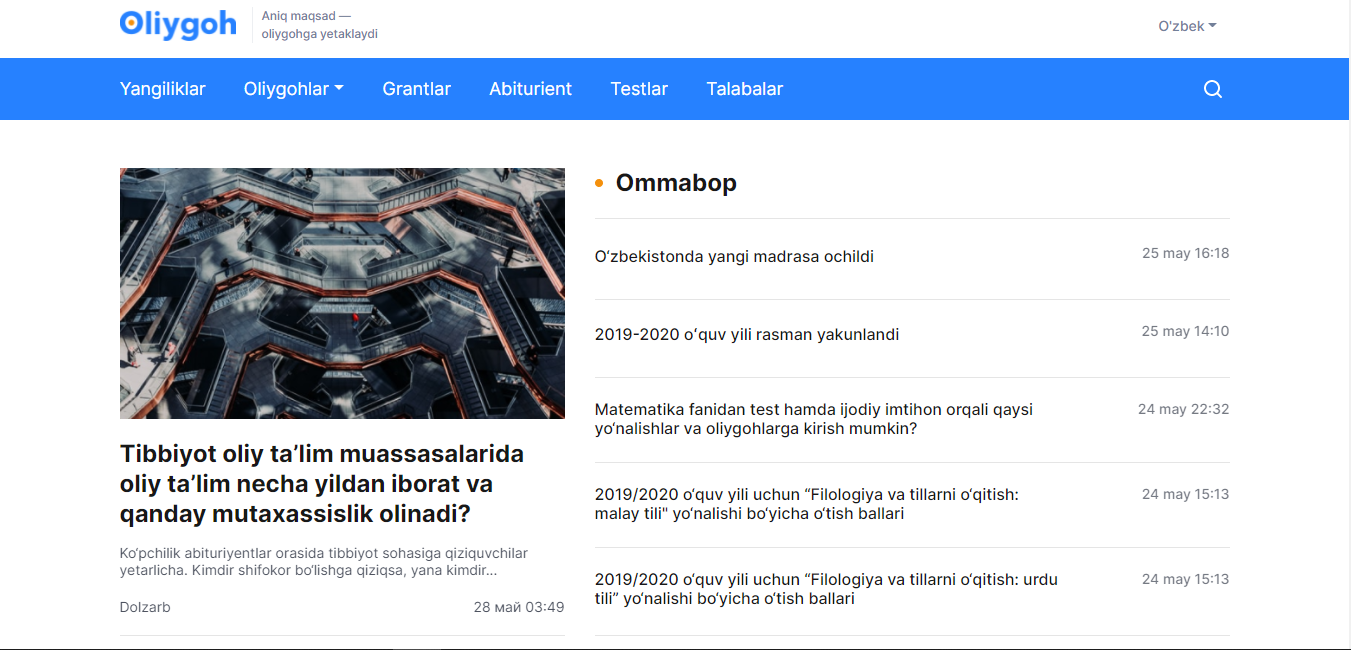 Oliygoh
Aniq maqsad —
oliygohga yetaklaydi
O'zbek
Yangiliklar
Oliygohlar
Grantlar
Abiturient
Testlar
Talabalar
Tibbiyot oliy ta’lim muassasalarida
oliy ta’lim necha yildan iborat va
qanday mutaxassislik olinadi?
Ko‘pchilik abituriyentlar orasida tibbiyot sohasiga qiziquvchilar
yetarlicha. Kimdir shifokor bo‘lishga qiziqsa, yana kimdir...
Dolzarb
28 май 03:49
Ommabop
O‘zbekistonda yangi madrasa ochildi
25 may 16:18
2019-2020 o‘quv yili rasman yakunlandi
25 may 14:10
Matematika fanidan test hamda ijodiy imtihon orqali qaysi
yo‘nalishlar va oliygohlarga kirish mumkin?
24 may 22:32
2019/2020 o‘quv yili uchun “Filologiya va tillarni o‘qitish:
malay tili" yo‘nalishi bo‘yicha o‘tish ballari
24 may 15:13
2019/2020 o‘quv yili uchun “Filologiya va tillarni o‘qitish: urdu
tili” yo‘nalishi bo‘yicha o‘tish ballari
24 may 15:13